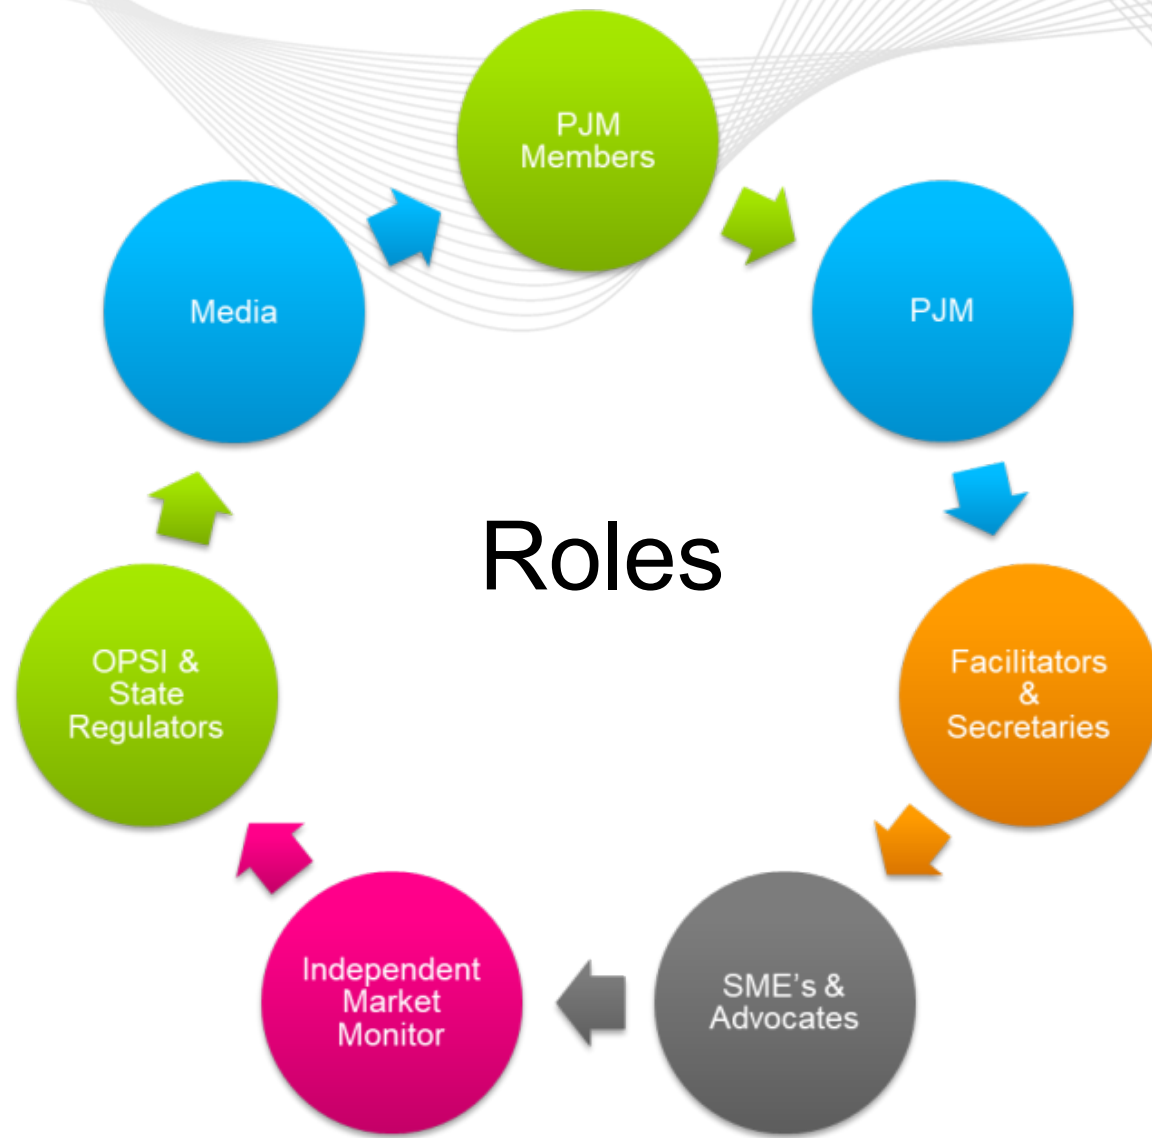 PJM
Members
Media
PJM
Roles
OPSI &
State
Regulators
Facilitators
&
Secretaries
Independent
Market
Monitor
SME's &
Advocates